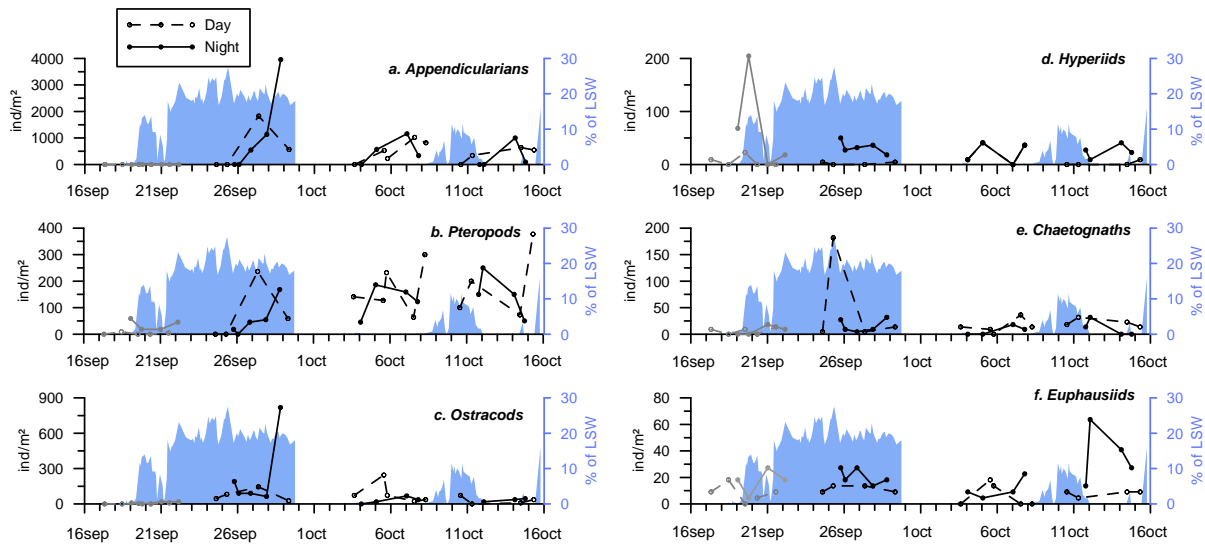 Day
Night
a. Appendicularians
4000
3000
2000
1000
0
ind/m²
30
20
10
0
% of LSW
16sep 21sep 26sep 1oct 6oct 11oct 16oct
b. Pteropods
400
300
200
100
0
ind/m²
30
20
10
0
% of LSW
16sep 21sep 26sep 1oct 6oct 11oct 16oct
c. Ostracods
900
600
300
0
ind/m²
30
20
10
0
% of LSW
16sep 21sep 26sep 1oct 6oct 11oct 16oct
d. Hyperiids
200
100
0
ind/m²
30
20
10
0
% of LSW
16sep 21sep 26sep 1oct 6oct 11oct 16oct
e. Chaetognaths
200
150
100
50
0
ind/m²
30
20
10
0
% of LSW
16sep 21sep 26sep 1oct 6oct 11oct 16oct
f. Euphausiids
80
60
40
20
0
ind/m²
30
20
10
0
% of LSW
16sep 21sep 26sep 1oct 6oct 11oct 16oct